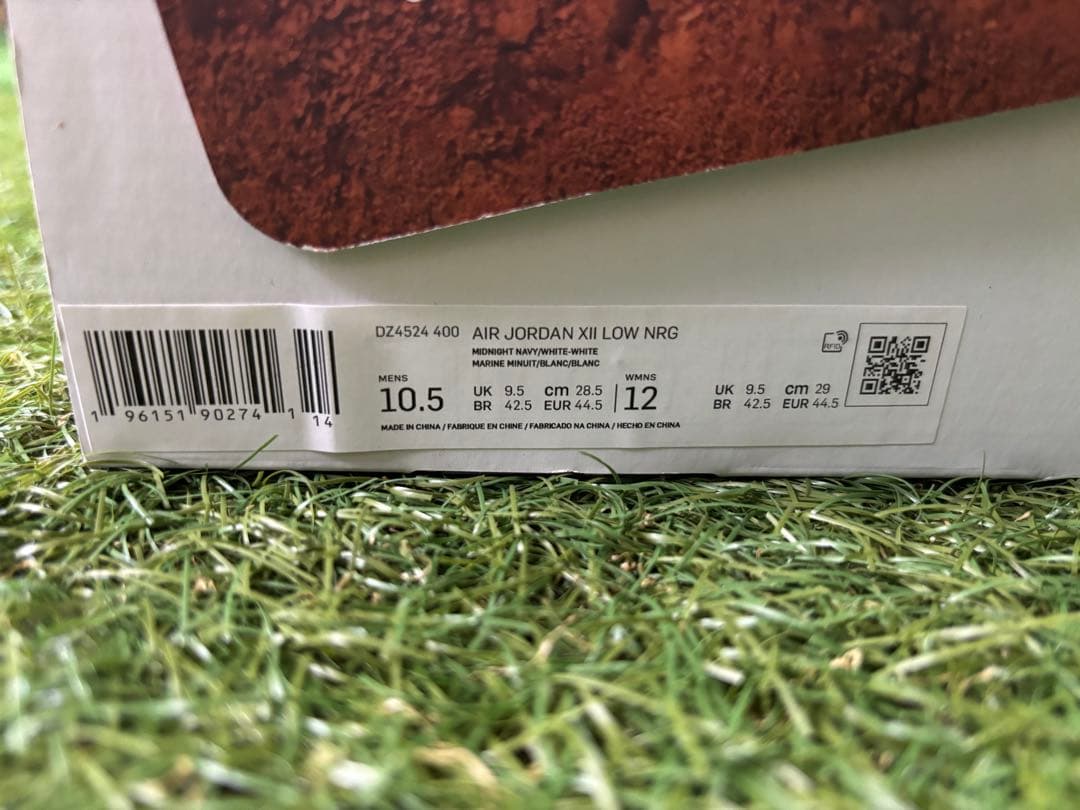 DZ4524 400 AIR JORDAN XII LOW NRG
MIDNIGHT NAVY/WHITE-WHITE
MARINE MINUIT/BLANC/BLANC
MENS
10.5
UK 9.5 cm 28.5
BR 42.5 EUR 44.5
WMNS
12
UK 9.5 cm 29
BR 42.5 EUR 44.5
MADE IN CHINA / FABRIQUE EN CHINE / FABRICADO NA CHINA / HECHO EN CHINA
1 96151 90274 1 14
RFID